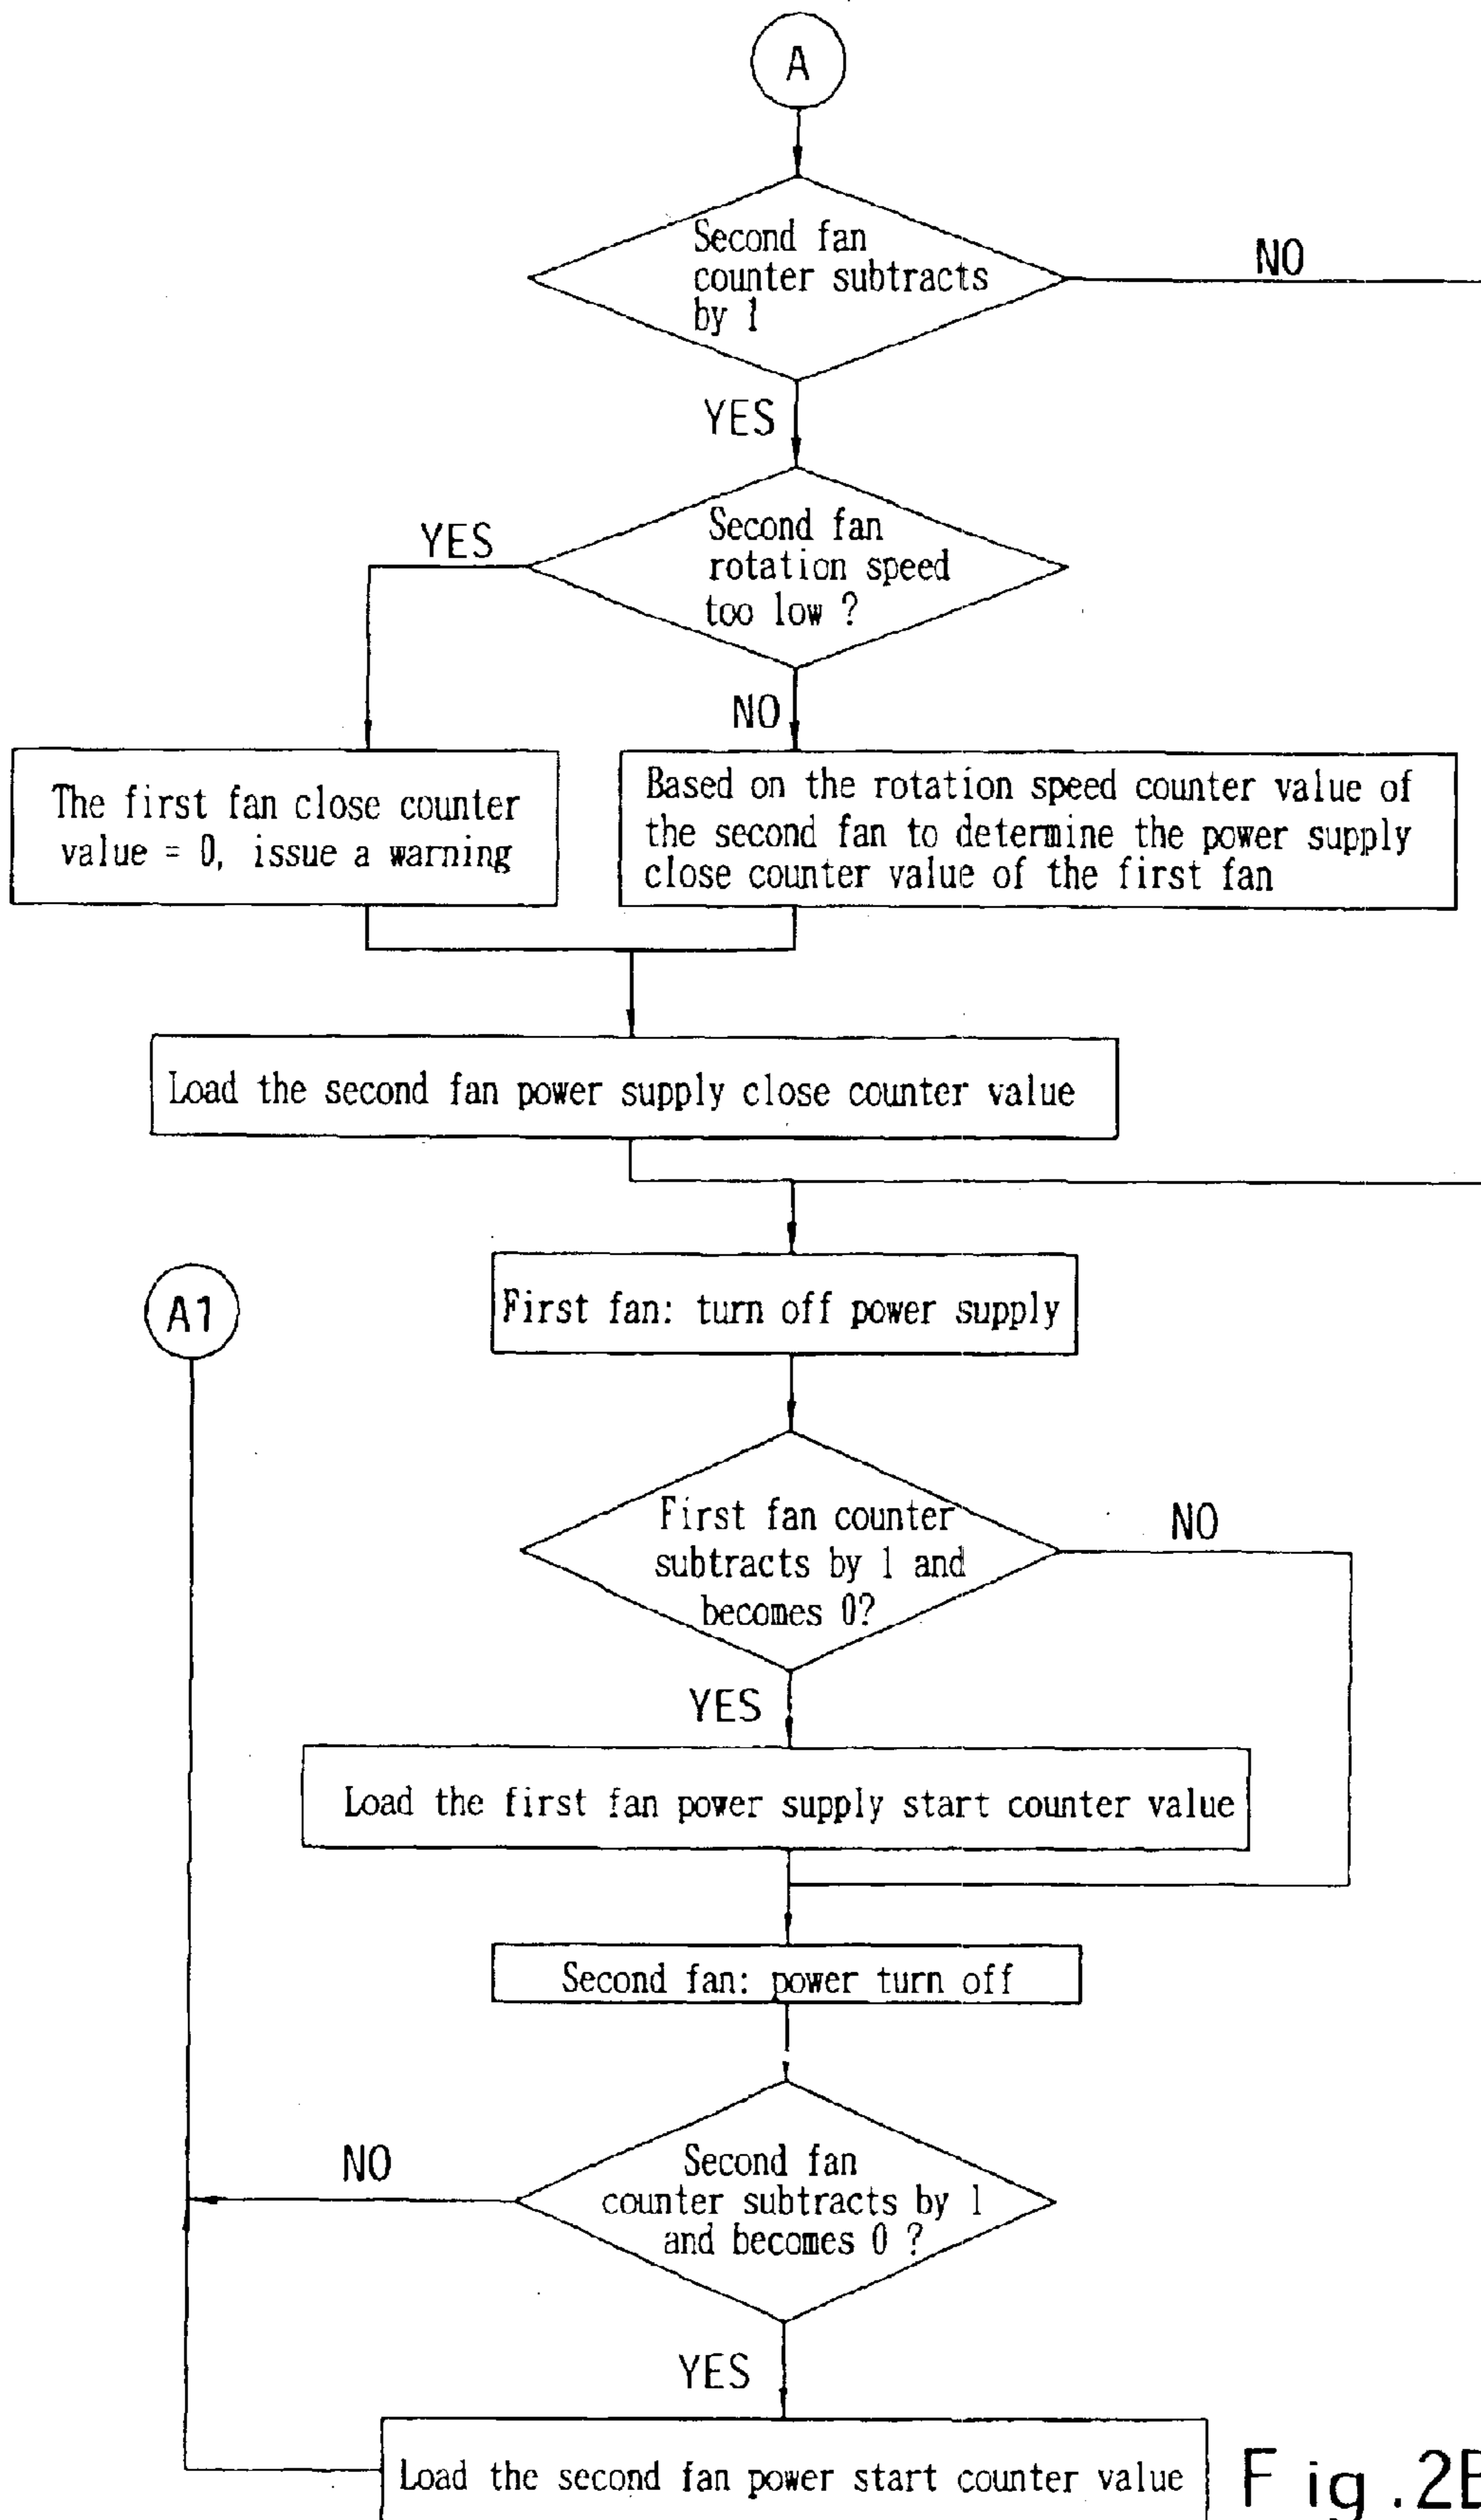 A
Second fan
counter subtracts
by 1
NO
YES
Second fan
rotation speed
too low ?
YES
NO
The first fan close counter
value = 0, issue a warning
Based on the rotation speed counter value of
the second fan to determine the power supply
close counter value of the first fan
Load the second fan power supply close counter value
First fan: turn off power supply
A1
First fan counter
subtracts by 1 and
becomes 0?
NO
YES
Load the first fan power supply start counter value
Second fan: power turn off
Second fan
counter subtracts by 1
and becomes 0 ?
NO
YES
Load the second fan power start counter value
Fig.2B